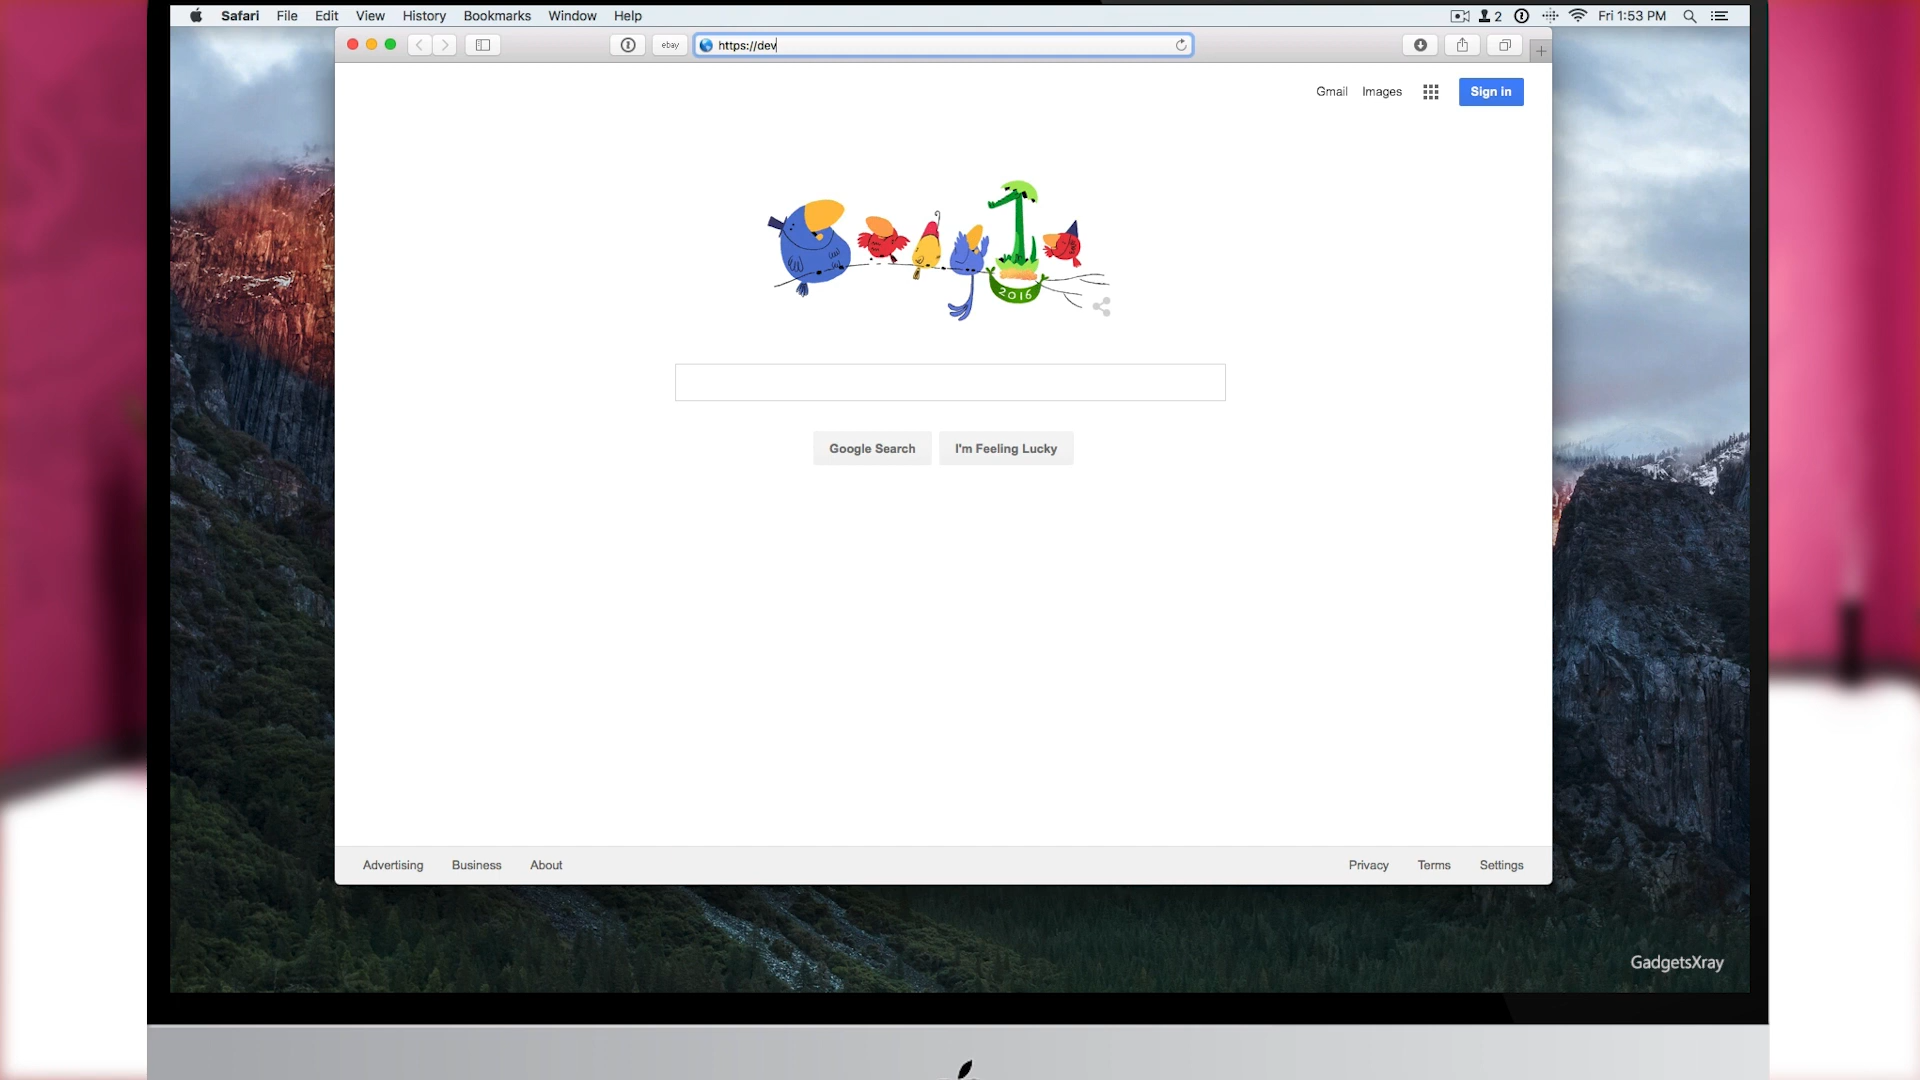 Safari File Edit View History Bookmarks Window Help 2 Fri 1:53 PM
ebay https://dev
Gmail Images Sign in
2016
Google Search I'm Feeling Lucky
Advertising Business About Privacy Terms Settings
GadgetsXray